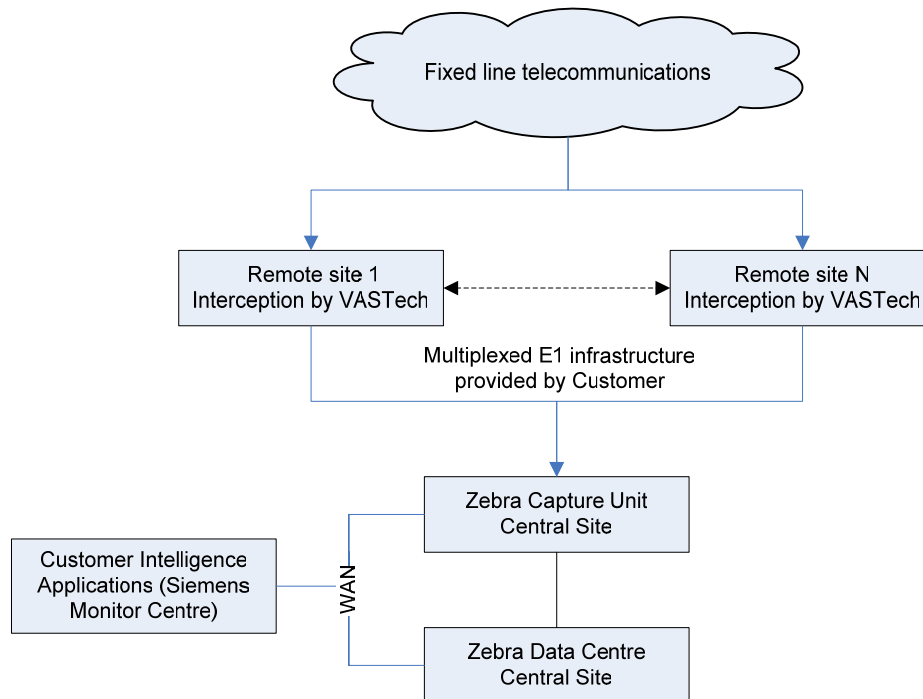 Fixed line telecommunications
Remote site 1
Interception by VASTech
Remote site N
Interception by VASTech
Multiplexed E1 infrastructure
provided by Customer
Zebra Capture Unit
Central Site
Customer Intelligence
Applications (Siemens
Monitor Centre)
WAN
Zebra Data Centre
Central Site